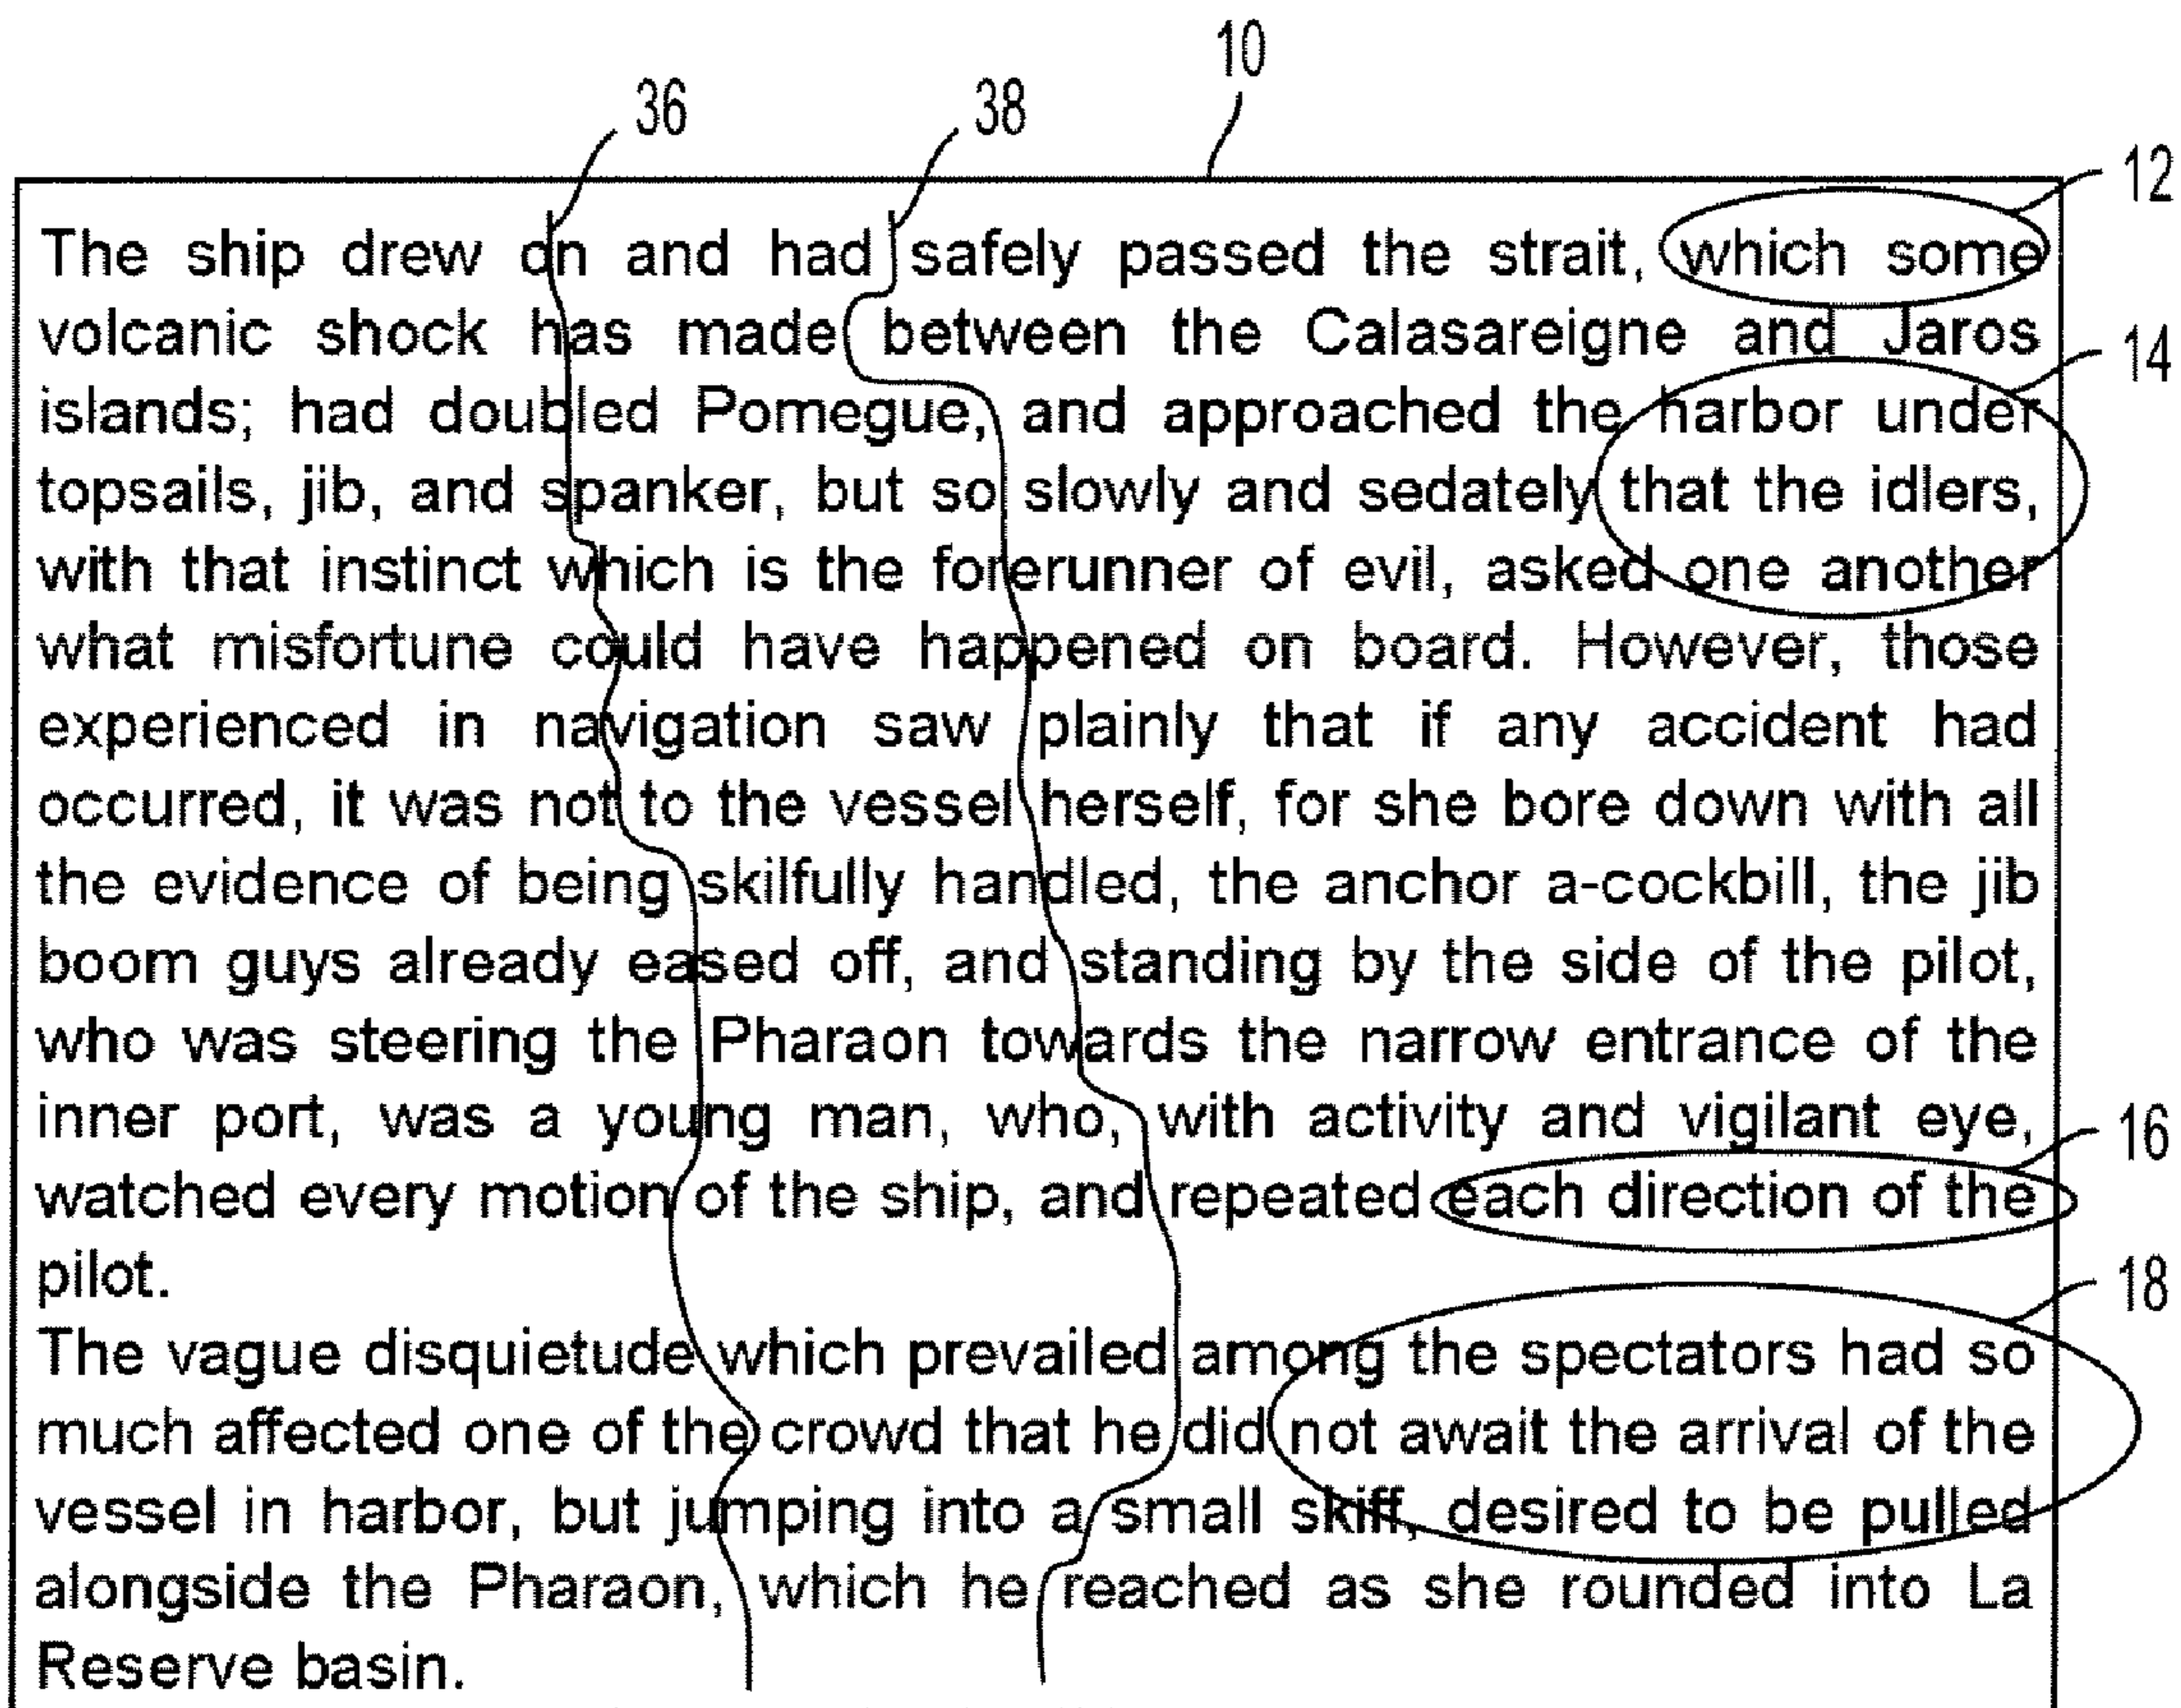 10
36
38
12
The ship drew on and had safely passed the strait, which some
volcanic shock has made between the Calasareigne and Jaros
14
islands; had doubled Pomegue, and approached the harbor under
topsails, jib, and spanker, but so slowly and sedately that the idlers,
with that instinct which is the forerunner of evil, asked one another
what misfortune could have happened on board. However, those
experienced in navigation saw plainly that if any accident had
occurred, it was not to the vessel herself, for she bore down with all
the evidence of being skilfully handled, the anchor a-cockbill, the jib
boom guys already eased off, and standing by the side of the pilot,
who was steering the Pharaon towards the narrow entrance of the
inner port, was a young man, who, with activity and vigilant eye,
16
watched every motion of the ship, and repeated each direction of the
pilot.
18
The vague disquietude which prevailed among the spectators had so
much affected one of the crowd that he did not await the arrival of the
vessel in harbor, but jumping into a small skiff, desired to be pulled
alongside the Pharaon, which he reached as she rounded into La
Reserve basin.